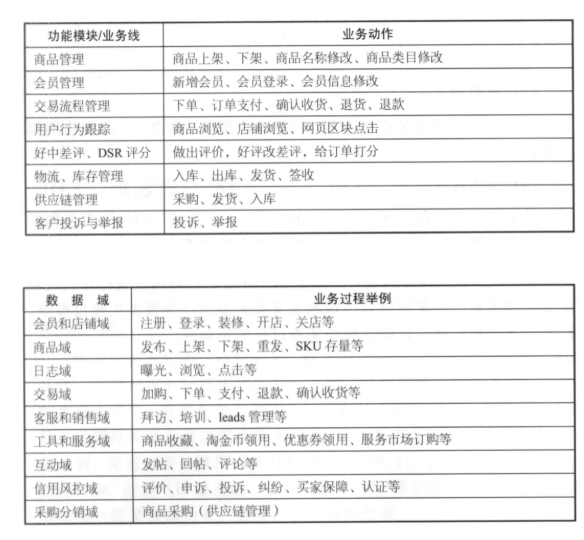 功能模块/业务线 业务动作
商品管理 商品上架、下架、商品名称修改、商品类目修改
会员管理 新增会员、会员登录、会员信息修改
交易流程管理 下单、订单支付、确认收货、退货、退款
用户行为跟踪 商品浏览、店铺浏览、网页区块点击
好中差评、DSR 评分 做出评价，好评改差评，给订单打分
物流、库存管理 入库、出库、发货、签收
供应链管理 采购、发货、入库
客户投诉与举报 投诉、举报
数 据 域 业务过程举例
会员和店铺域 注册、登录、装修、开店、关店等
商品域 发布、上架、下架、重发、SKU 存量等
日志域 曝光、浏览、点击等
交易域 加购、下单、支付、退款、确认收货等
客服和销售域 拜访、培训、leads 管理等
工具和服务域 商品收藏、淘金币领用、优惠券领用、服务市场订购等
互动域 发帖、回帖、评论等
信用风控域 评价、申诉、投诉、纠纷、买家保障、认证等
采购分销域 商品采购（供应链管理）